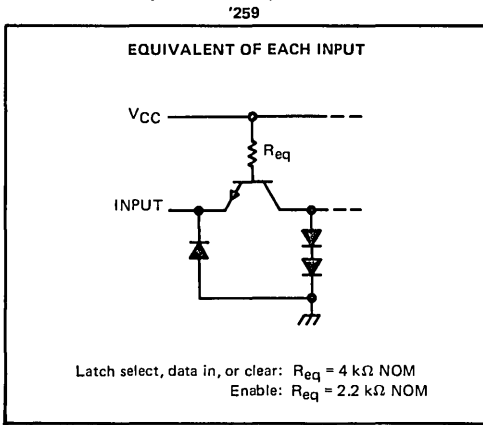 '259
EQUIVALENT OF EACH INPUT
VCC
Req
INPUT
Latch select, data in, or clear: Req = 4 kΩ NOM
Enable: Req = 2.2 kΩ NOM